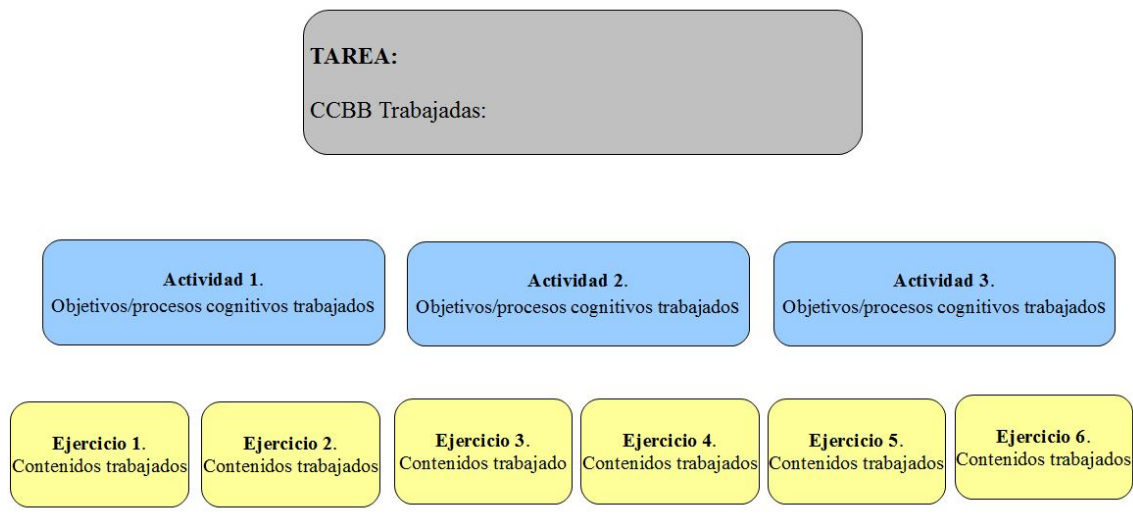 TAREA:
CCBB Trabajadas:
Actividad 1.
Objetivos/procesos cognitivos trabajados
Actividad 2.
Objetivos/procesos cognitivos trabajados
Actividad 3.
Objetivos/procesos cognitivos trabajados
Ejercicio 1.
Contenidos trabajados
Ejercicio 2.
Contenidos trabajados
Ejercicio 3.
Contenidos trabajado
Ejercicio 4.
Contenidos trabajados
Ejercicio 5.
Contenidos trabajados
Ejercicio 6.
Contenidos trabajados